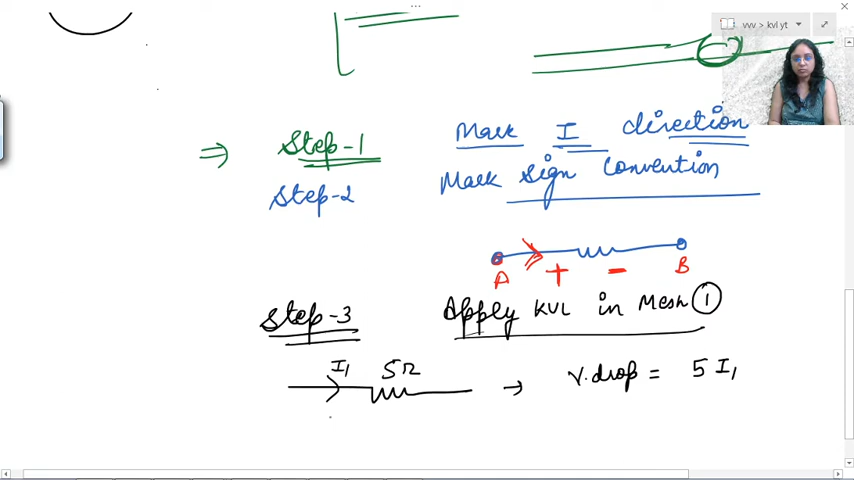 vvv > kvl yt
⇒ Step-1 Mark I direction
Step-2 Mark sign convention
A + - B
Step-3 Apply KVL in Mesh 1
I₁ 5Ω → V.drop = 5 I₁